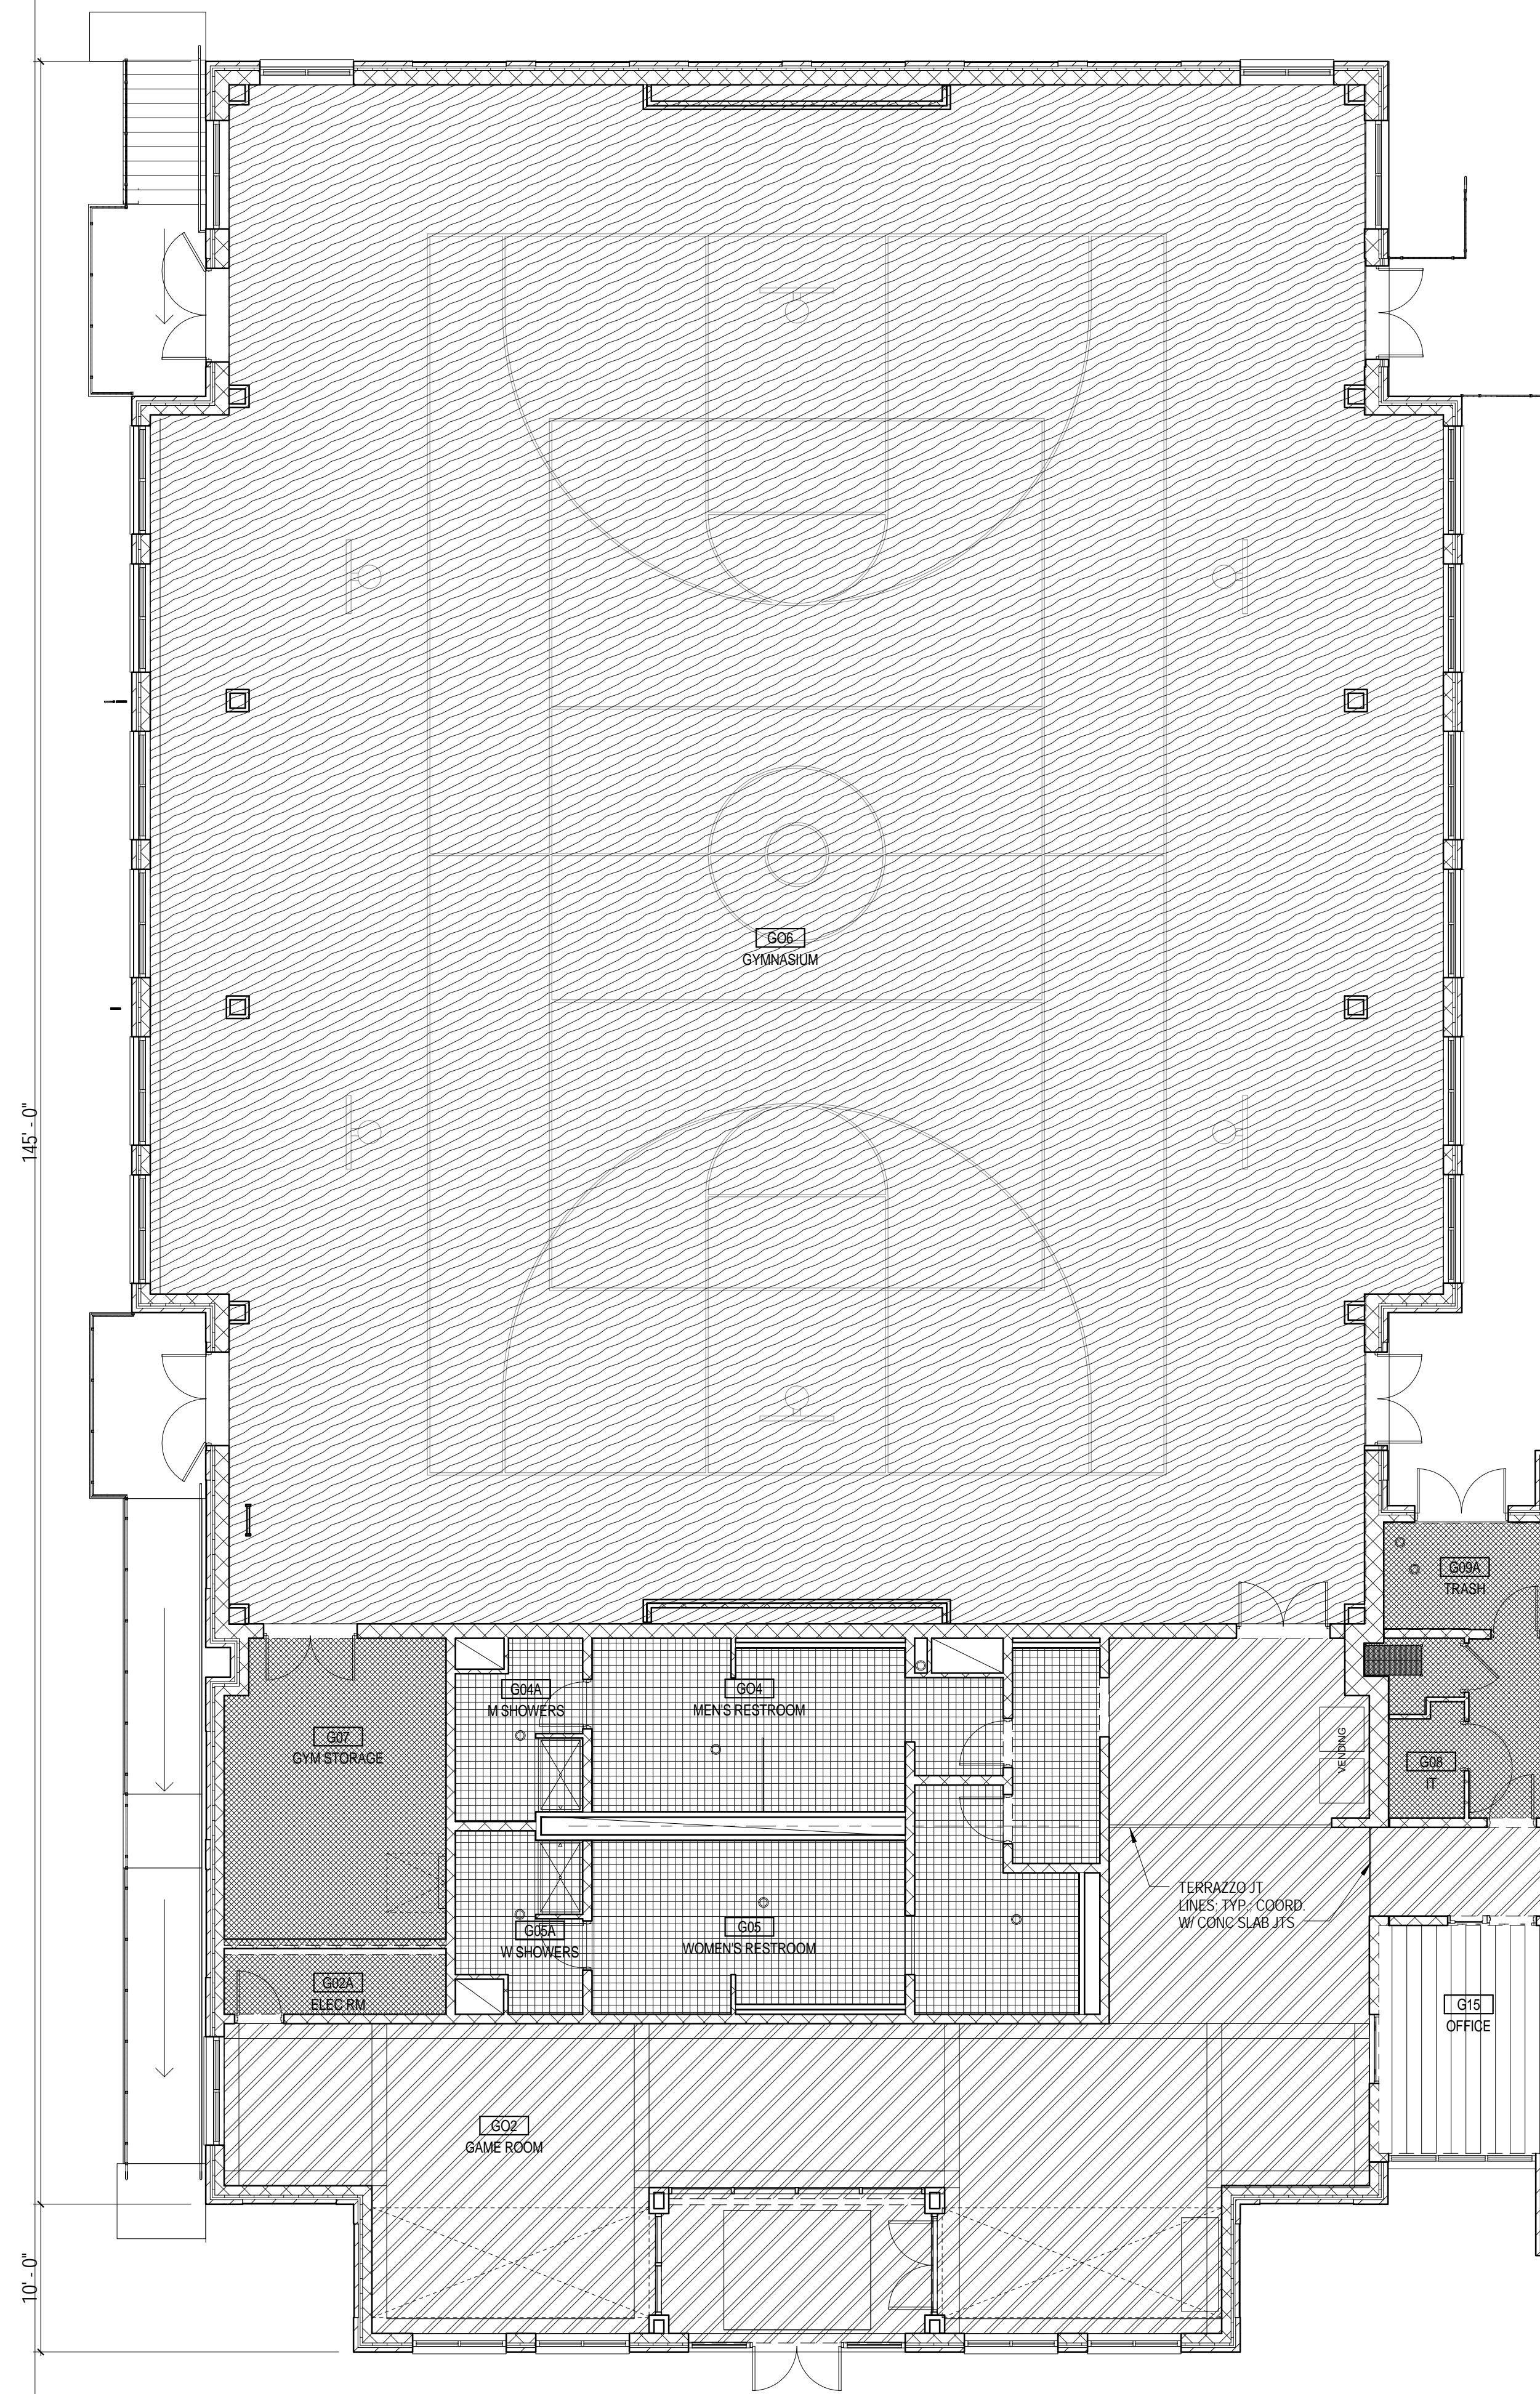 145' - 0"
GO6
GYMNASIUM
G09A
TRASH
G04A
M SHOWERS
GO4
MEN'S RESTROOM
G07
GYM STORAGE
VENDING
G08
IT
TERRAZZO JT
LINES; TYP.; COORD.
W/ CONC SLAB JTS
G05A
W SHOWERS
G05
WOMEN'S RESTROOM
G02A
ELEC RM
G15
OFFICE
GO2
GAME ROOM
10' - 0"